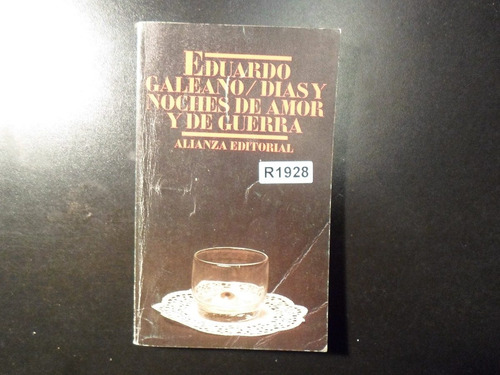 EDUARDO
GALEANO / DIAS Y
NOCHES DE AMOR
Y DE GUERRA
ALIANZA EDITORIAL
R1928